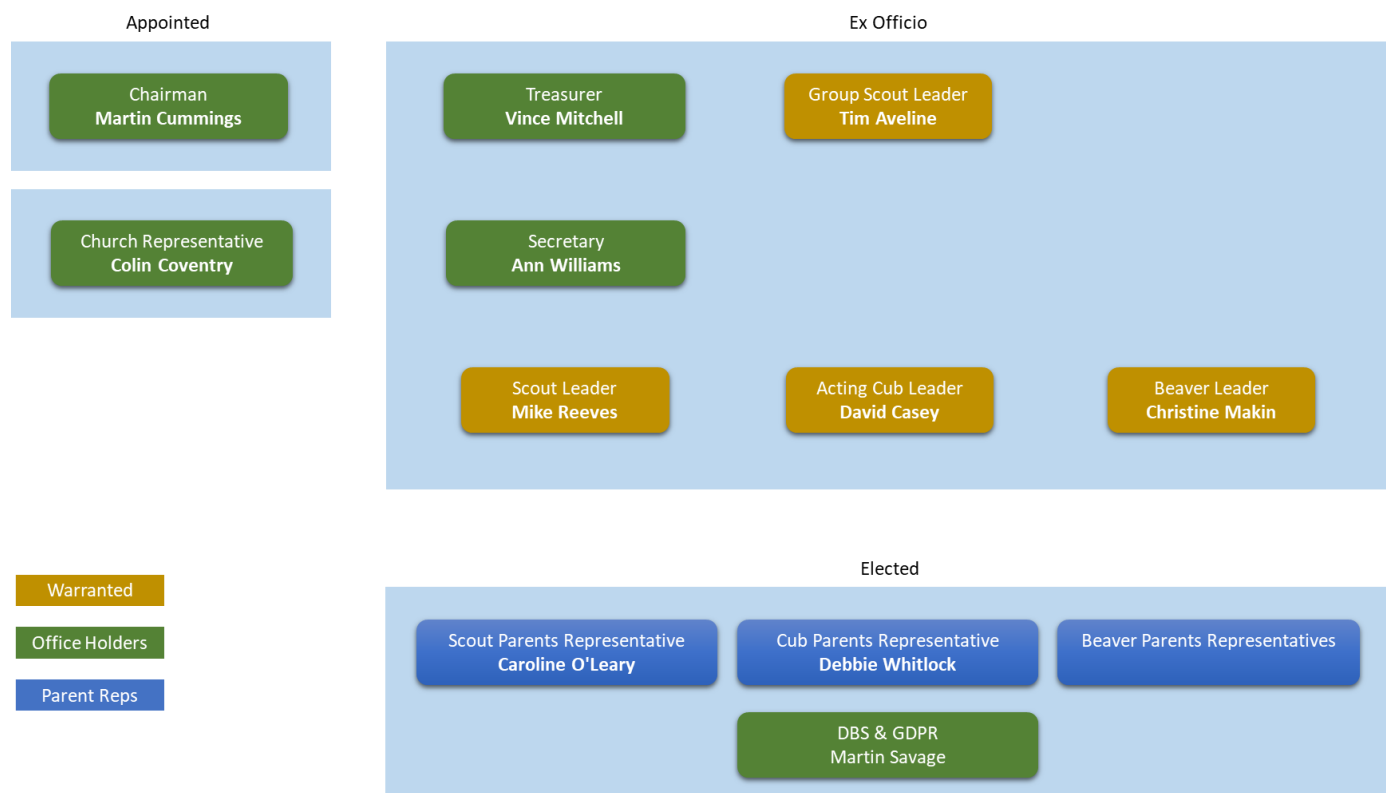 Appointed
Chairman
Martin Cummings
Church Representative
Colin Coventry
Ex Officio
Treasurer
Vince Mitchell
Group Scout Leader
Tim Aveline
Secretary
Ann Williams
Scout Leader
Mike Reeves
Acting Cub Leader
David Casey
Beaver Leader
Christine Makin
Warranted
Office Holders
Parent Reps
Elected
Scout Parents Representative
Caroline O'Leary
Cub Parents Representative
Debbie Whitlock
Beaver Parents Representatives
DBS & GDPR
Martin Savage